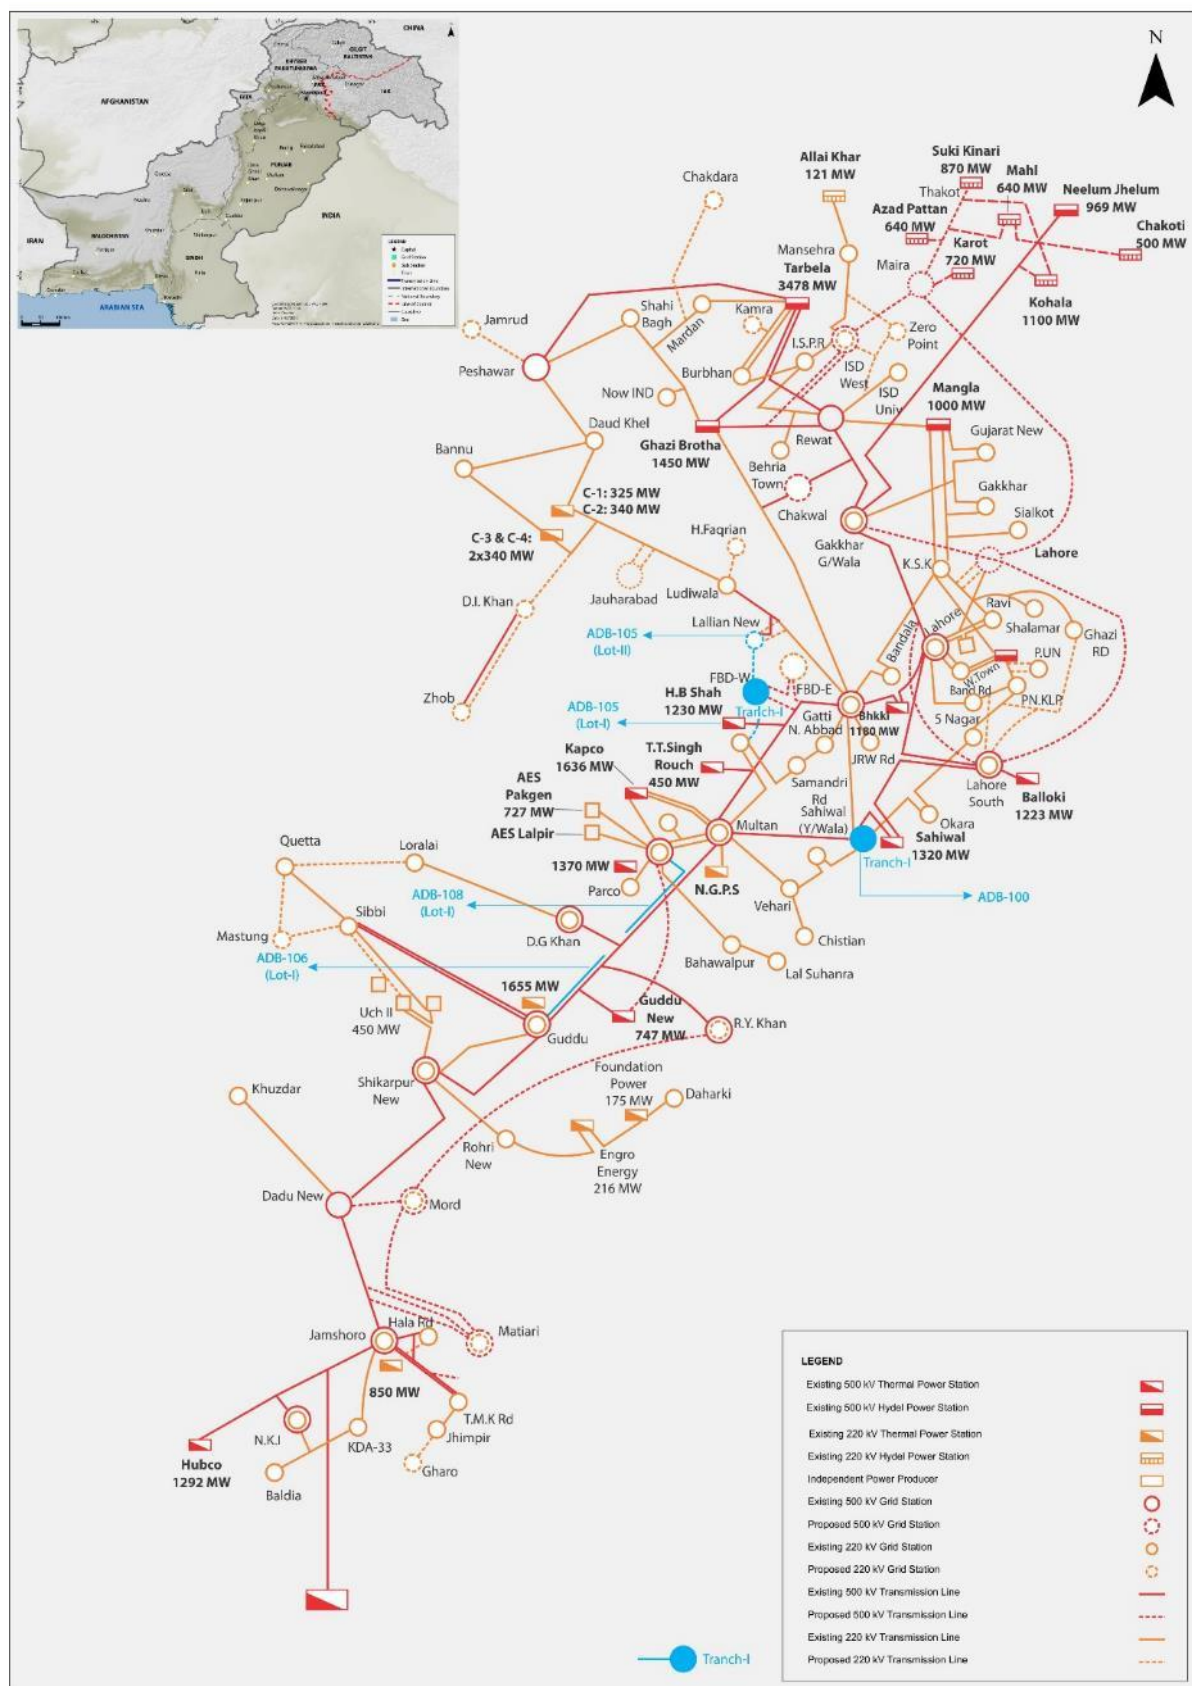 CHINA
AFGHANISTAN
GILGIT
BALTISTAN
PUNJAB
INDIA
IRAN
BALOCHISTAN
SINDH
ARABIAN SEA
LEGEND
N
Allai Khar
121 MW
Suki Kinari
870 MW
Mahl
640 MW
Neelum Jhelum
969 MW
Chakdara
Thakot
Azad Pattan
640 MW
Karot
720 MW
Chakoti
500 MW
Mansehra
Maira
Tarbela
3478 MW
Kohala
1100 MW
Jamrud
Shahi
Bagh
Mardan
Kamra
I.S.P.R
Zero
Point
Peshawar
Burbhan
ISD
West
ISD
Univ
Now IND
Mangla
1000 MW
Daud Khel
Ghazi Brotha
1450 MW
Rewat
Gujarat New
Bannu
Behria
Town
C-1: 325 MW
C-2: 340 MW
Chakwal
Gakkhar
Sialkot
C-3 & C-4:
2x340 MW
H.Faqrian
Gakkhar
G/Wala
K.S.K
Lahore
Jauharabad
Ludiwala
D.I. Khan
Lallian New
ADB-105
(Lot-II)
Bandala
Lahore
Ravi
Shalamar
Ghazi
RD
P.UN
W.Town
Band Rd
PN.KLP
FBD-W
FBD-E
Zhob
H.B Shah
1230 MW
Tranch-I
ADB-105
(Lot-I)
Gatti
N. Abbad
Bhkki
1180 MW
5 Nagar
Kapco
1636 MW
T.T.Singh
Rouch
450 MW
JRW Rd
Samandri
Rd
Lahore
South
Balloki
1223 MW
AES
Pakgen
727 MW
Sahiwal
(Y/Wala)
Okara
AES Lalpir
Multan
Sahiwal
1320 MW
Tranch-I
Quetta
Loralai
1370 MW
Parco
N.G.P.S
Vehari
ADB-100
ADB-108
(Lot-I)
Sibbi
Mastung
D.G Khan
Chistian
Bahawalpur
Lal Suhanra
ADB-106
(Lot-I)
1655 MW
Uch II
450 MW
Guddu
Guddu
New
747 MW
R.Y. Khan
Shikarpur
New
Foundation
Power
175 MW
Daharki
Khuzdar
Rohri
New
Engro
Energy
216 MW
Dadu New
Mord
Hala Rd
Jamshoro
Matiari
850 MW
T.M.K Rd
N.K.I
KDA-33
Jhimpir
Gharo
Hubco
1292 MW
Baldia
LEGEND
Existing 500 kV Thermal Power Station
Existing 500 kV Hydel Power Station
Existing 220 kV Thermal Power Station
Existing 220 kV Hydel Power Station
Independent Power Producer
Existing 500 kV Grid Station
Proposed 500 kV Grid Station
Existing 220 kV Grid Station
Proposed 220 kV Grid Station
Existing 500 kV Transmission Line
Proposed 500 kV Transmission Line
Existing 220 kV Transmission Line
Proposed 220 kV Transmission Line
Tranch-I